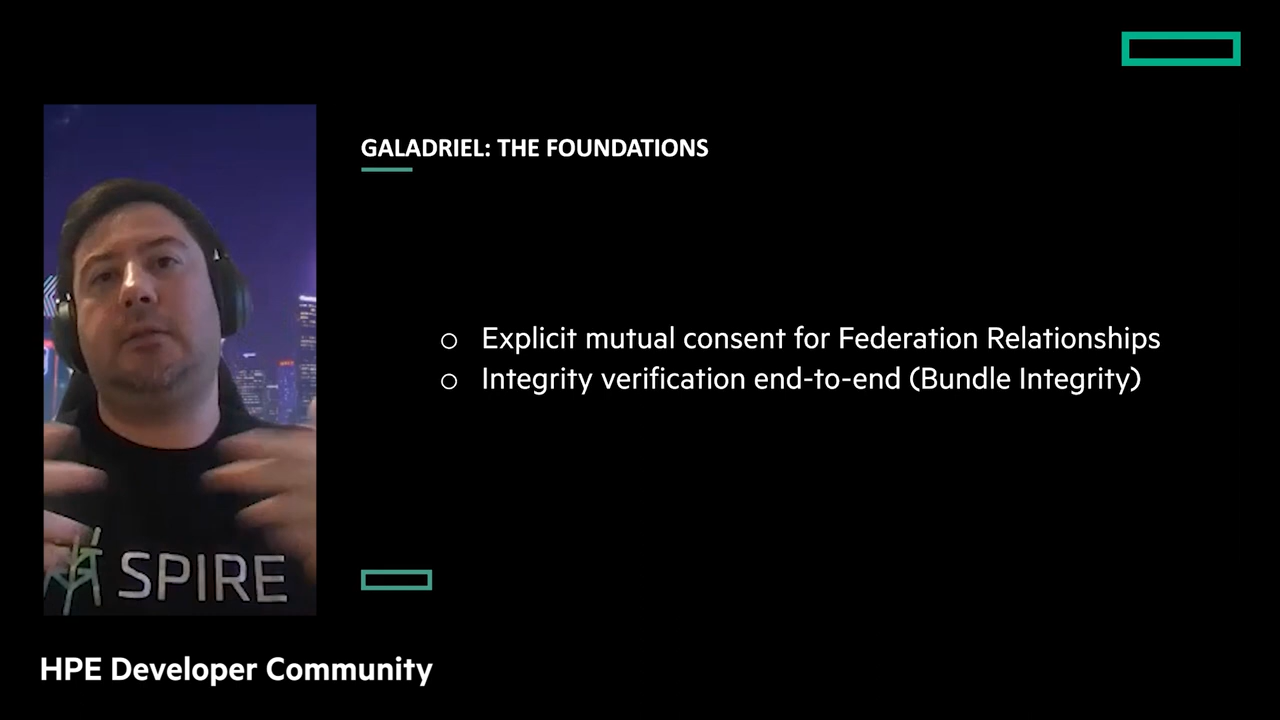 GALADRIEL: THE FOUNDATIONS
○ Explicit mutual consent for Federation Relationships
○ Integrity verification end-to-end (Bundle Integrity)
SPIRE
HPE Developer Community